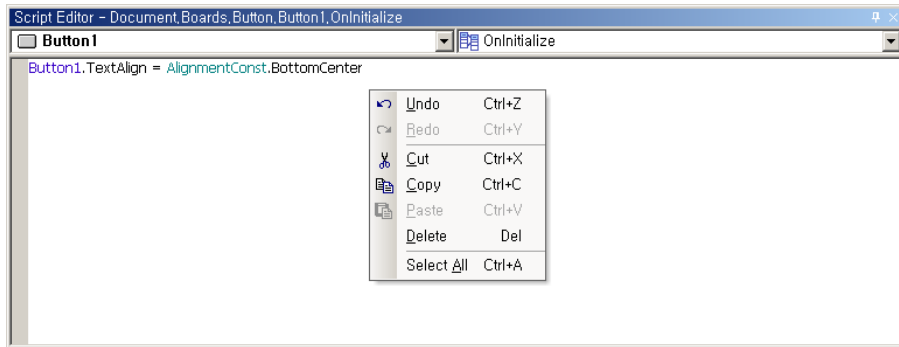 Script Editor - Document,Boards,Button,Button1,OnInitialize
Button1 OnInitialize
Button1.TextAlign = AlignmentConst.BottomCenter
Undo Ctrl+Z
Redo Ctrl+Y
Cut Ctrl+X
Copy Ctrl+C
Paste Ctrl+V
Delete Del
Select All Ctrl+A